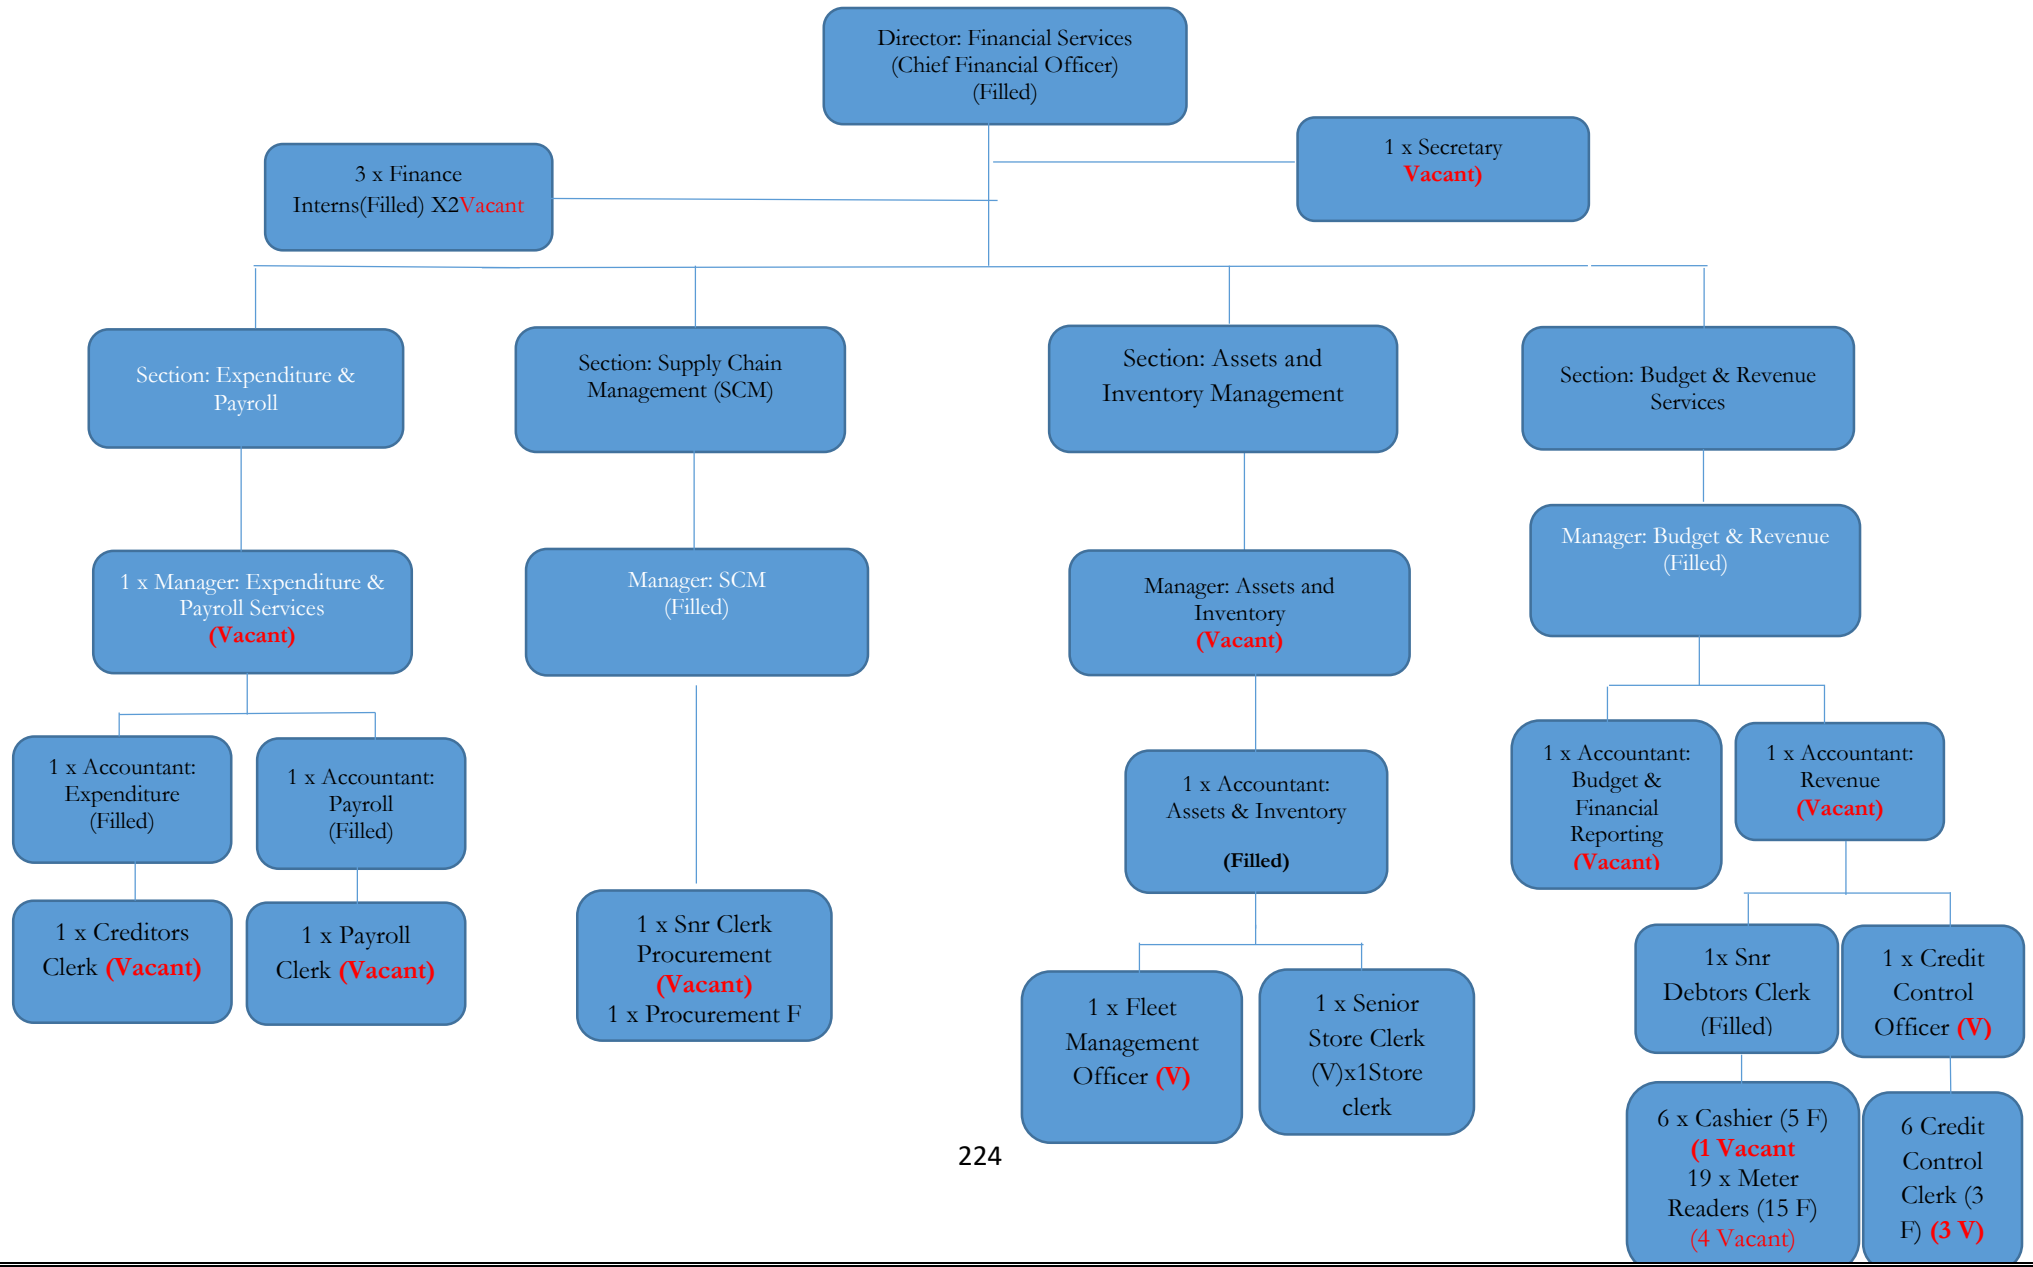 Director: Financial Services
(Chief Financial Officer)
(Filled)
1 x Secretary
Vacant)
3 x Finance
Interns(Filled) X2Vacant
Section: Expenditure &
Payroll
Section: Supply Chain
Management (SCM)
Section: Assets and
Inventory Management
Section: Budget & Revenue
Services
1 x Manager: Expenditure &
Payroll Services
(Vacant)
Manager: SCM
(Filled)
Manager: Assets and
Inventory
(Vacant)
Manager: Budget & Revenue
(Filled)
1 x Accountant:
Expenditure
(Filled)
1 x Accountant:
Payroll
(Filled)
1 x Accountant:
Assets & Inventory
(Filled)
1 x Accountant:
Budget &
Financial
Reporting
(Vacant)
1 x Accountant:
Revenue
(Vacant)
1 x Creditors
Clerk (Vacant)
1 x Payroll
Clerk (Vacant)
1 x Snr Clerk
Procurement
(Vacant)
1 x Procurement F
1 x Fleet
Management
Officer (V)
1 x Senior
Store Clerk
(V)x1Store
clerk
1x Snr
Debtors Clerk
(Filled)
1 x Credit
Control
Officer (V)
6 x Cashier (5 F)
(1 Vacant
19 x Meter
Readers (15 F)
(4 Vacant)
6 Credit
Control
Clerk (3
F) (3 V)
224